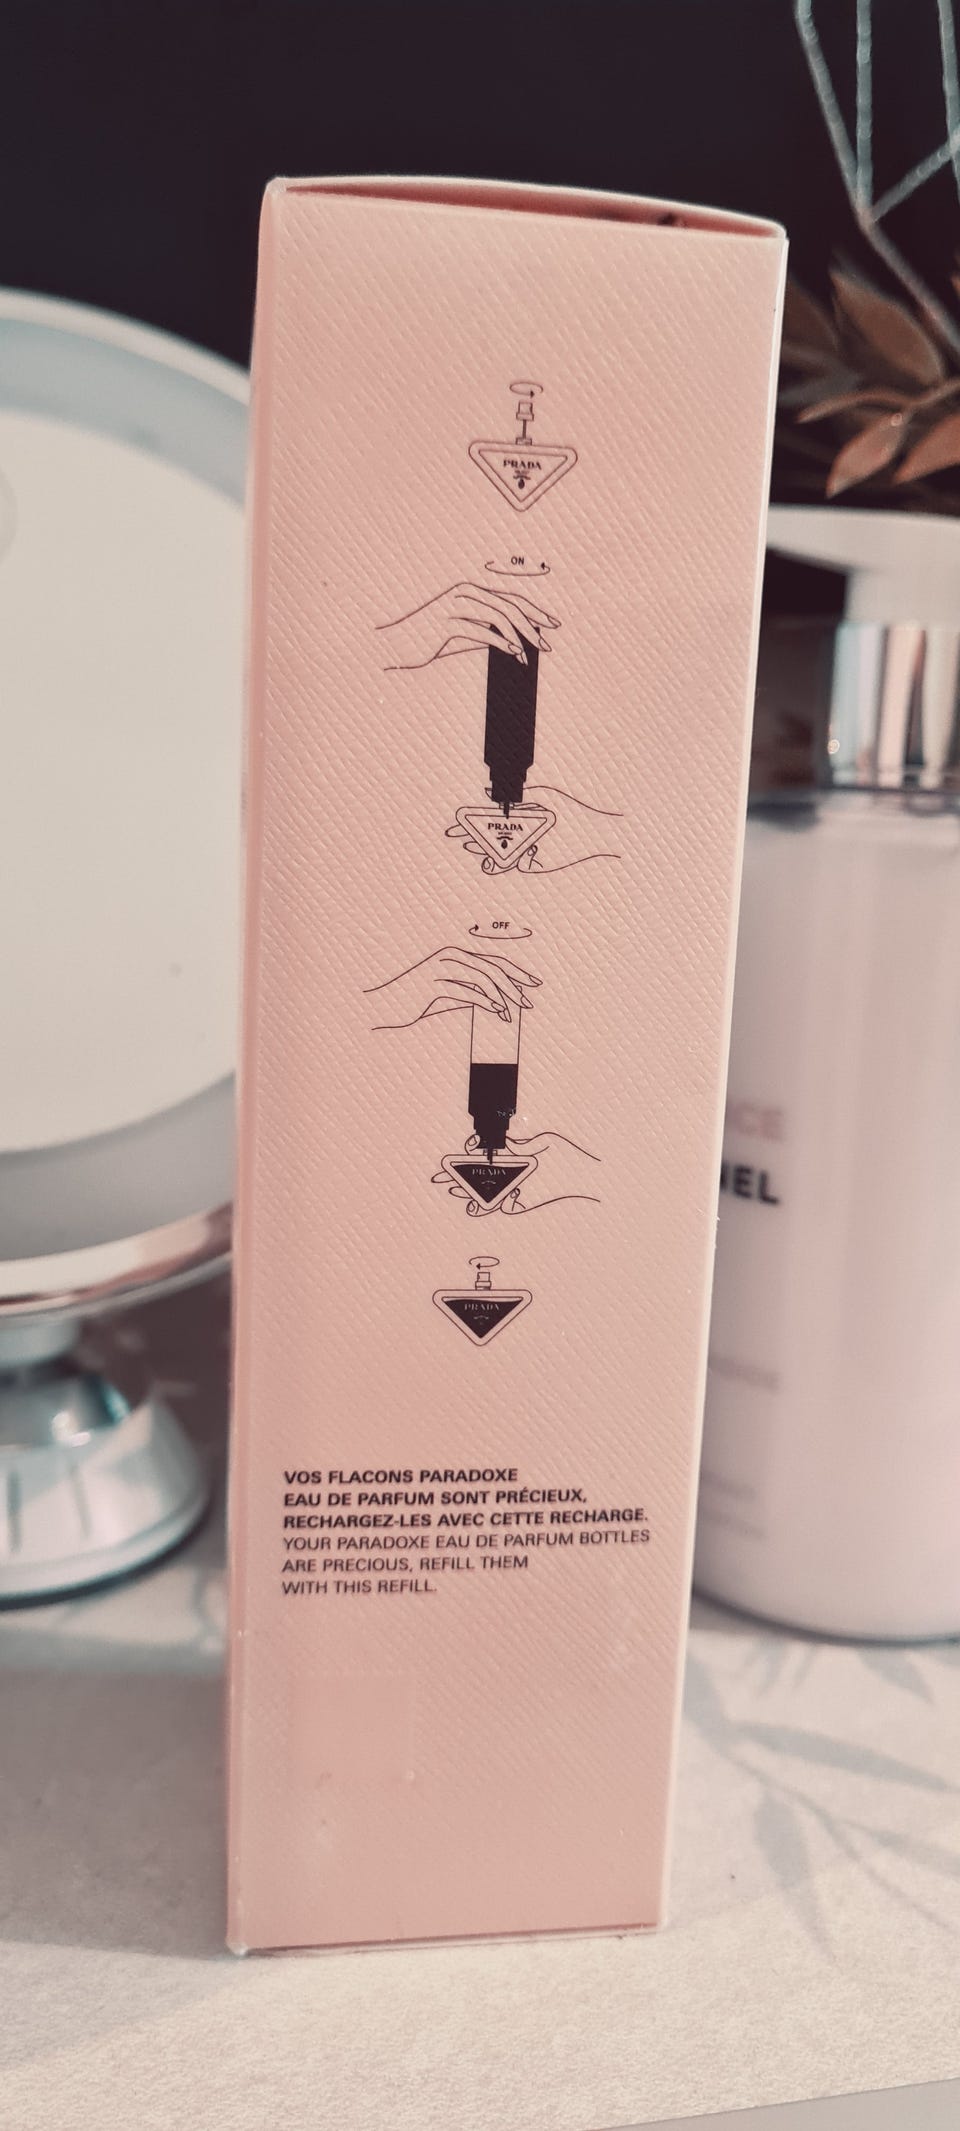 PRADA
ON
PRADA
OFF
PRADA
PRADA
VOS FLACONS PARADOXE
EAU DE PARFUM SONT PRÉCIEUX,
RECHARGEZ-LES AVEC CETTE RECHARGE.
YOUR PARADOXE EAU DE PARFUM BOTTLES
ARE PRECIOUS, REFILL THEM
WITH THIS REFILL.